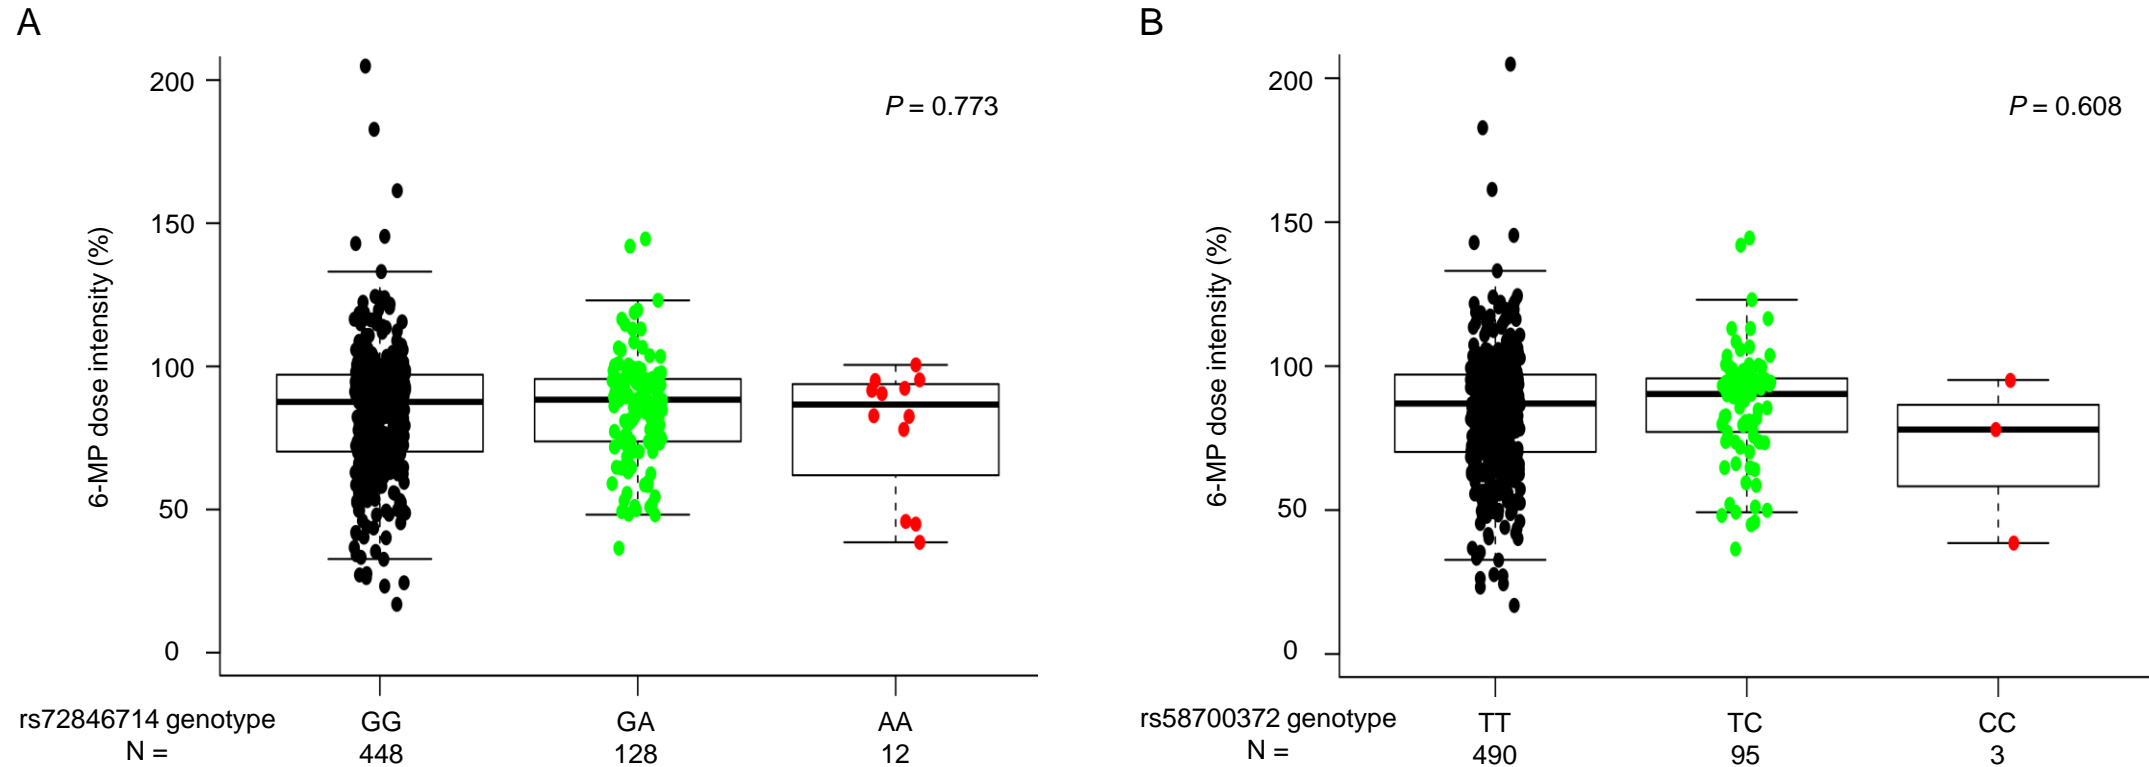 A
200
150
100
50
0
6-MP dose intensity (%)
P = 0.773
rs72846714 genotype GG GA AA
N = 448 128 12
B
200
150
100
50
0
6-MP dose intensity (%)
P = 0.608
rs58700372 genotype TT TC CC
N = 490 95 3